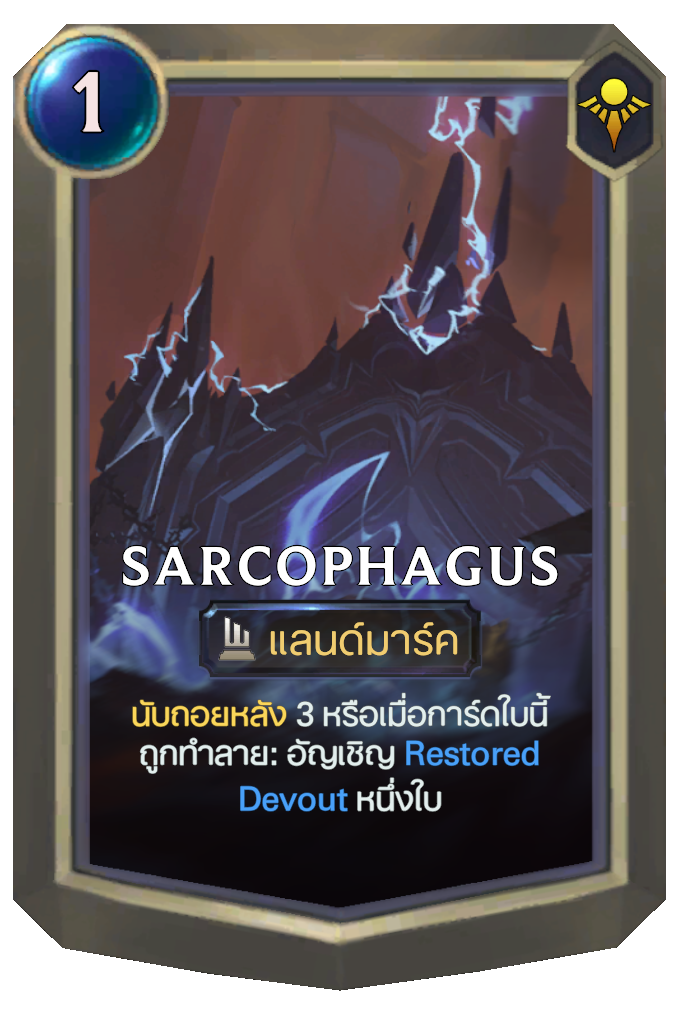 1
SARCOPHAGUS
แลนด์มาร์ค
นับถอยหลัง 3 หรือเมื่อการ์ดใบนี้
ถูกทำลาย: อัญเชิญ Restored
Devout หนึ่งใบ